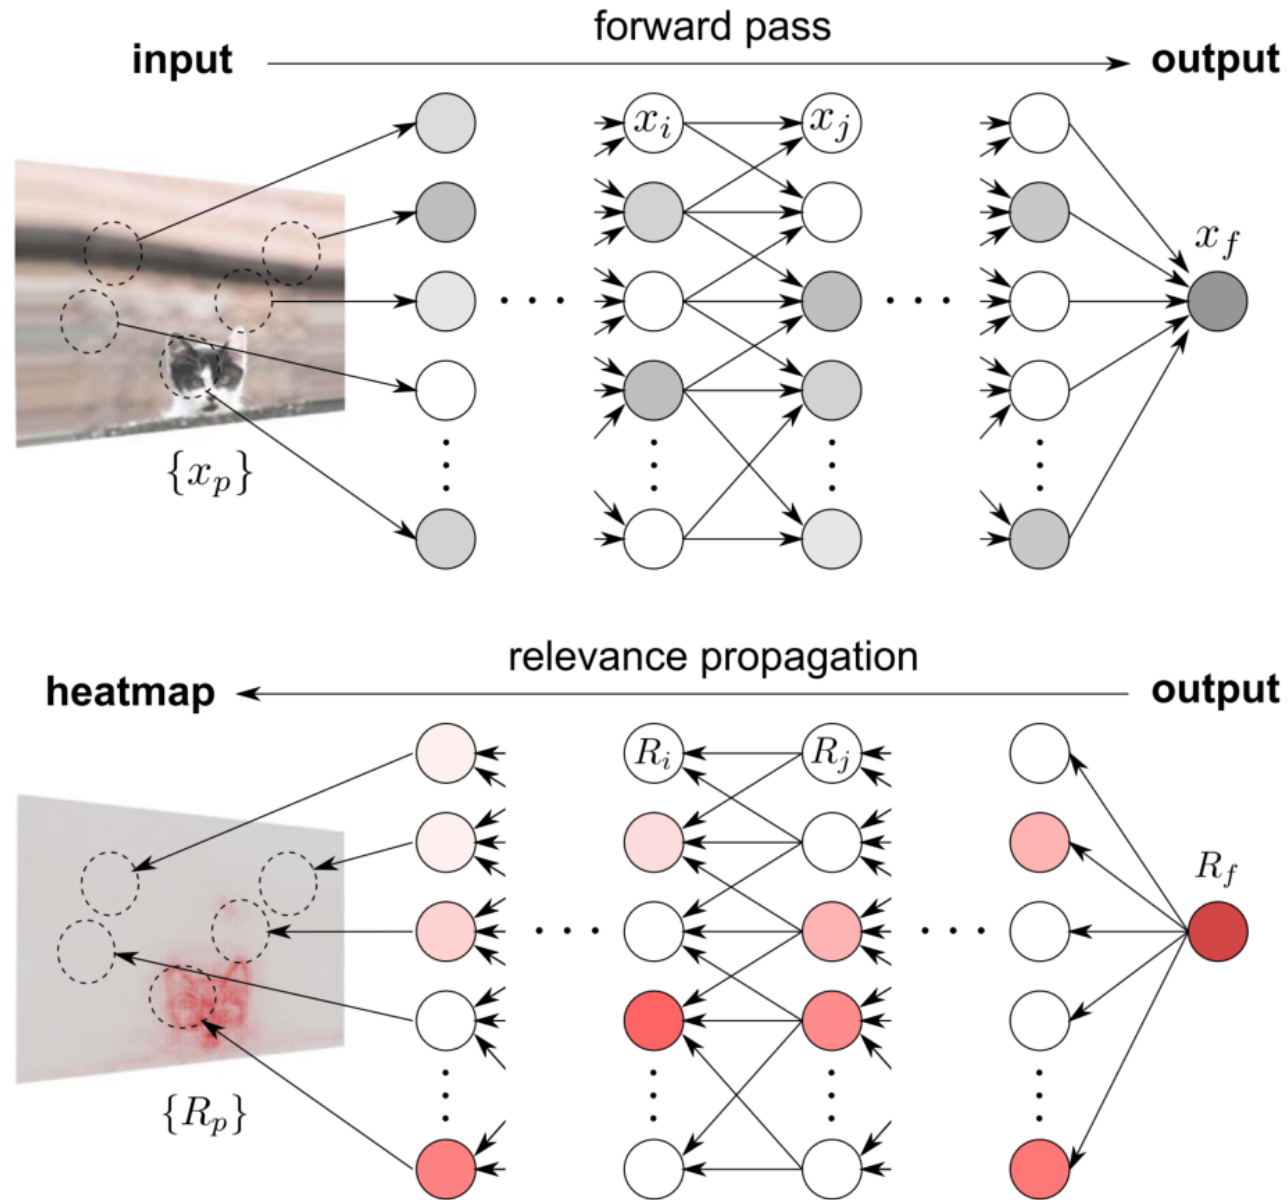 forward pass
input
output
x_i
x_j
x_f
{x_p}
relevance propagation
heatmap
output
R_i
R_j
R_f
{R_p}